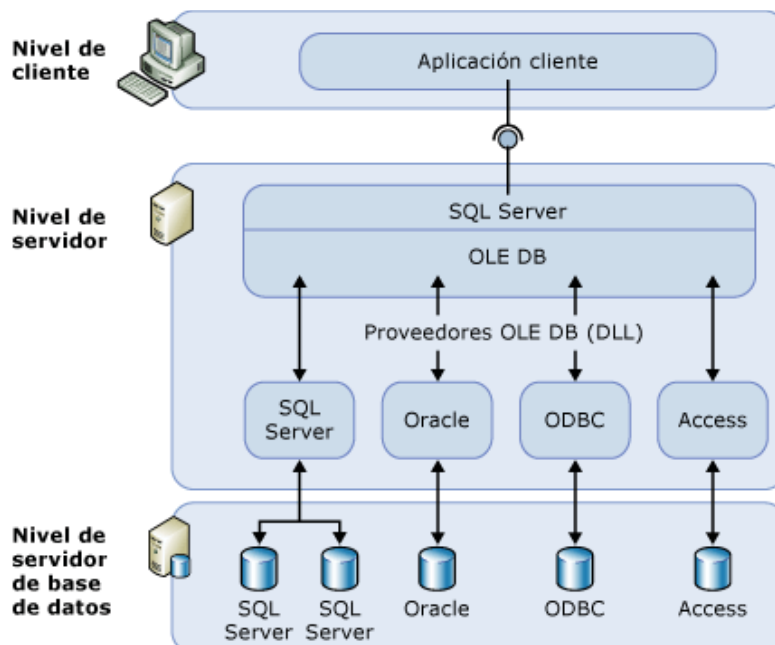 Nivel de
cliente
Aplicación cliente
Nivel de
servidor
SQL Server
OLE DB
Proveedores OLE DB (DLL)
SQL
Server
Oracle
ODBC
Access
Nivel de
servidor
de base
de datos
SQL
Server
SQL
Server
Oracle
ODBC
Access